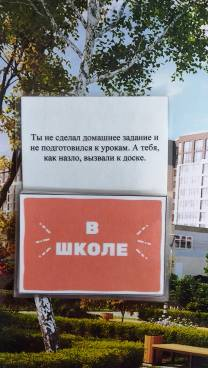 Ты не сделал домашнее задание и
не подготовился к урокам. А тебя,
как назло, вызвали к доске.
В
ШКОЛЕ